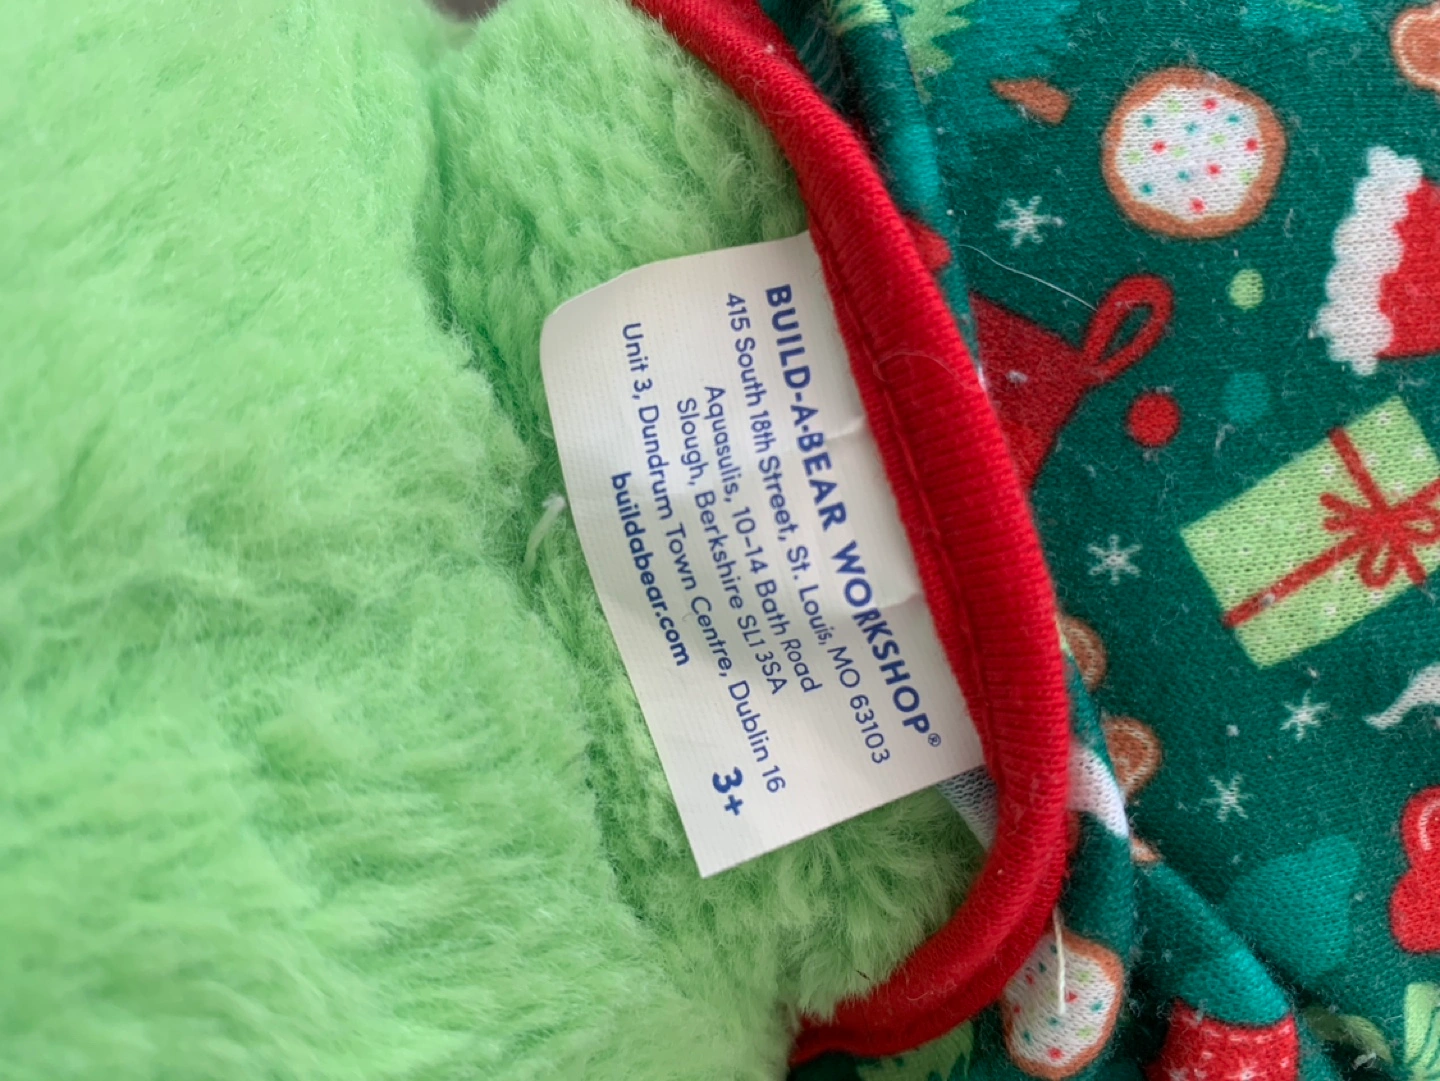 BUILD-A-BEAR WORKSHOP®
415 South 18th Street, St. Louis, MO 63103
Aquasulis, 10-14 Bath Road
Slough, Berkshire SL1 3SA
Unit 3, Dundrum Town Centre, Dublin 16
buildabear.com
3+